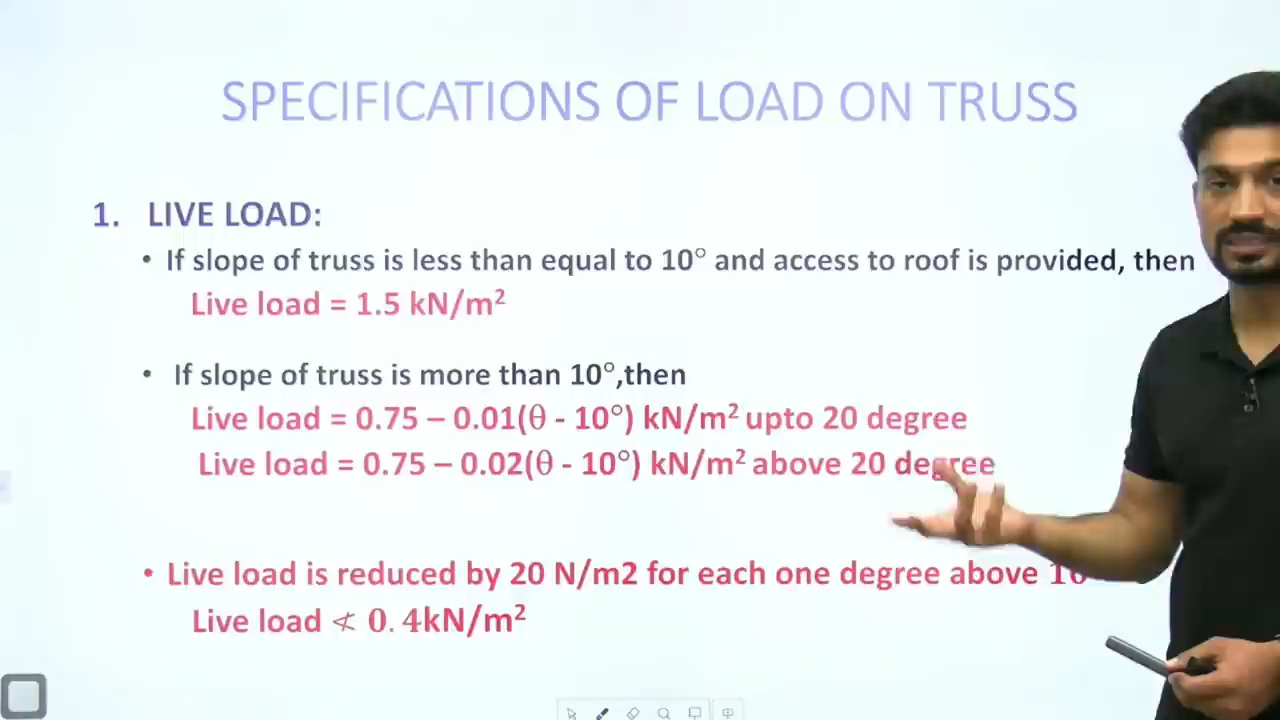 SPECIFICATIONS OF LOAD ON TRUSS
1. LIVE LOAD:
• If slope of truss is less than equal to 10° and access to roof is provided, then
Live load = 1.5 kN/m²
• If slope of truss is more than 10°,then
Live load = 0.75 – 0.01(θ - 10°) kN/m² upto 20 degree
Live load = 0.75 – 0.02(θ - 10°) kN/m² above 20 degree
• Live load is reduced by 20 N/m2 for each one degree above
Live load ≮ 0.4kN/m²